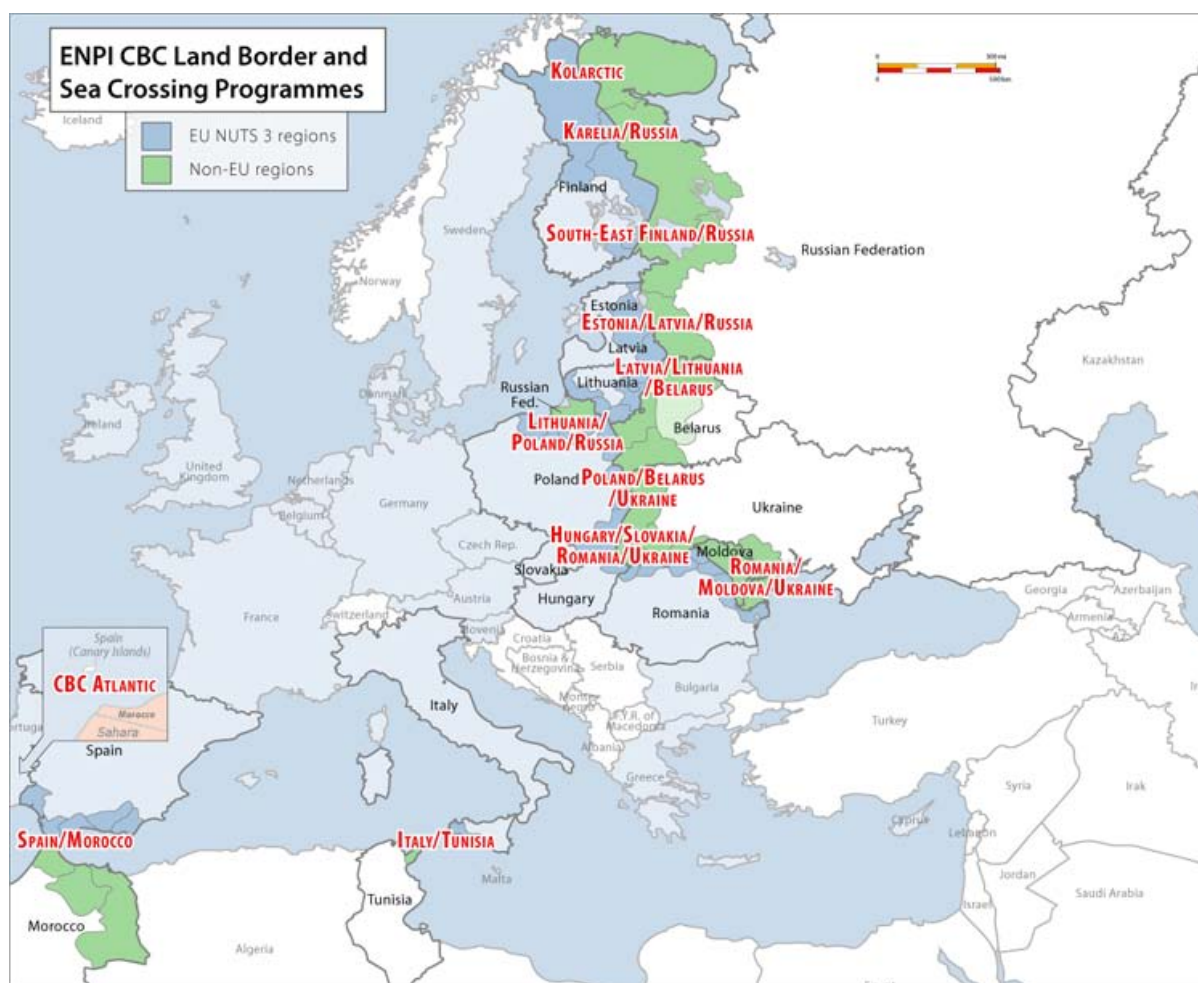 ENPI CBC Land Border and
Sea Crossing Programmes
EU NUTS 3 regions
Non-EU regions
Iceland
KOLARCTIC
KARELIA/RUSSIA
Finland
SOUTH-EAST FINLAND/RUSSIA
Sweden
Norway
Russian Federation
Estonia
ESTONIA/LATVIA/RUSSIA
Latvia
LATVIA/LITHUANIA
/BELARUS
Lithuania
Kazakhstan
Russian
Fed.
Denmark
LITHUANIA/
POLAND/RUSSIA
Belarus
Ireland
United
Kingdom
Netherlands
Poland
POLAND/BELARUS
/UKRAINE
Germany
Belgium
Ukraine
Czech Rep.
HUNGARY/SLOVAKIA/
ROMANIA/UKRAINE
Moldova
Slovakia
ROMANIA/
MOLDOVA/UKRAINE
Austria
Hungary
Switzerland
France
Romania
Slovenia
Croatia
Bosnia &
Herzegovina
Serbia
Georgia
Azerbaijan
Armenia
Az.
Spain
(Canary Islands)
CBC ATLANTIC
Morocco
Sahara
Italy
Monte-
negro
Bulgaria
F.Y.R. of
Macedonia
Albania
Turkey
Spain
Greece
Syria
Irak
Cyprus
Lebanon
SPAIN/MOROCCO
ITALY/TUNISIA
Malta
Jordan
Israel
Saudi Arabia
Tunisia
Morocco
Algeria